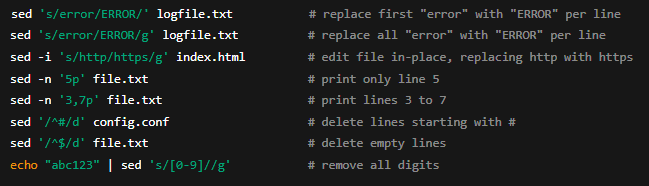 sed 's/error/ERROR/' logfile.txt # replace first "error" with "ERROR" per line
sed 's/error/ERROR/g' logfile.txt # replace all "error" with "ERROR" per line
sed -i 's/http/https/g' index.html # edit file in-place, replacing http with https
sed -n '5p' file.txt # print only line 5
sed -n '3,7p' file.txt # print lines 3 to 7
sed '/^#/d' config.conf # delete lines starting with #
sed '/^$/d' file.txt # delete empty lines
echo "abc123" | sed 's/[0-9]//g' # remove all digits